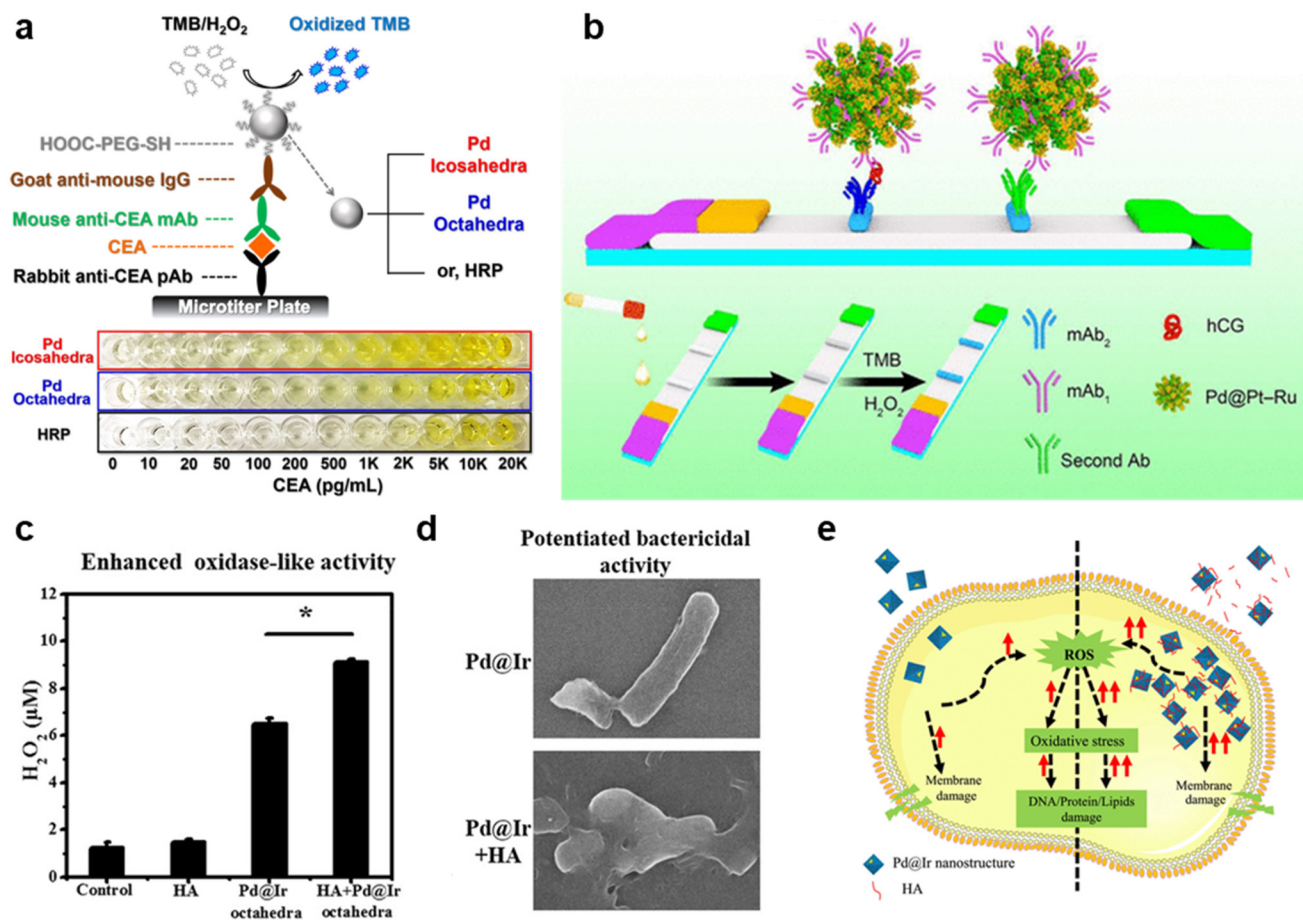 a
TMB/H₂O₂
Oxidized TMB
HOOC-PEG-SH
Goat anti-mouse IgG
Mouse anti-CEA mAb
CEA
Rabbit anti-CEA pAb
Microtiter Plate
Pd
Icosahedra
Pd
Octahedra
or, HRP
Pd
Icosahedra
Pd
Octahedra
HRP
0 10 20 50 100 200 500 1K 2K 5K 10K 20K
CEA (pg/mL)
b
TMB
H₂O₂
mAb₂
hCG
mAb₁
Pd@Pt–Ru
Second Ab
c
Enhanced oxidase-like activity
H₂O₂ (µM)
12
10
8
6
4
2
0
*
Control
HA
Pd@Ir
octahedra
HA+Pd@Ir
octahedra
d
Potentiated bactericidal
activity
Pd@Ir
Pd@Ir
+HA
e
ROS
Oxidative stress
Membrane
damage
DNA/Protein/Lipids
damage
Membrane
damage
Pd@Ir nanostructure
HA